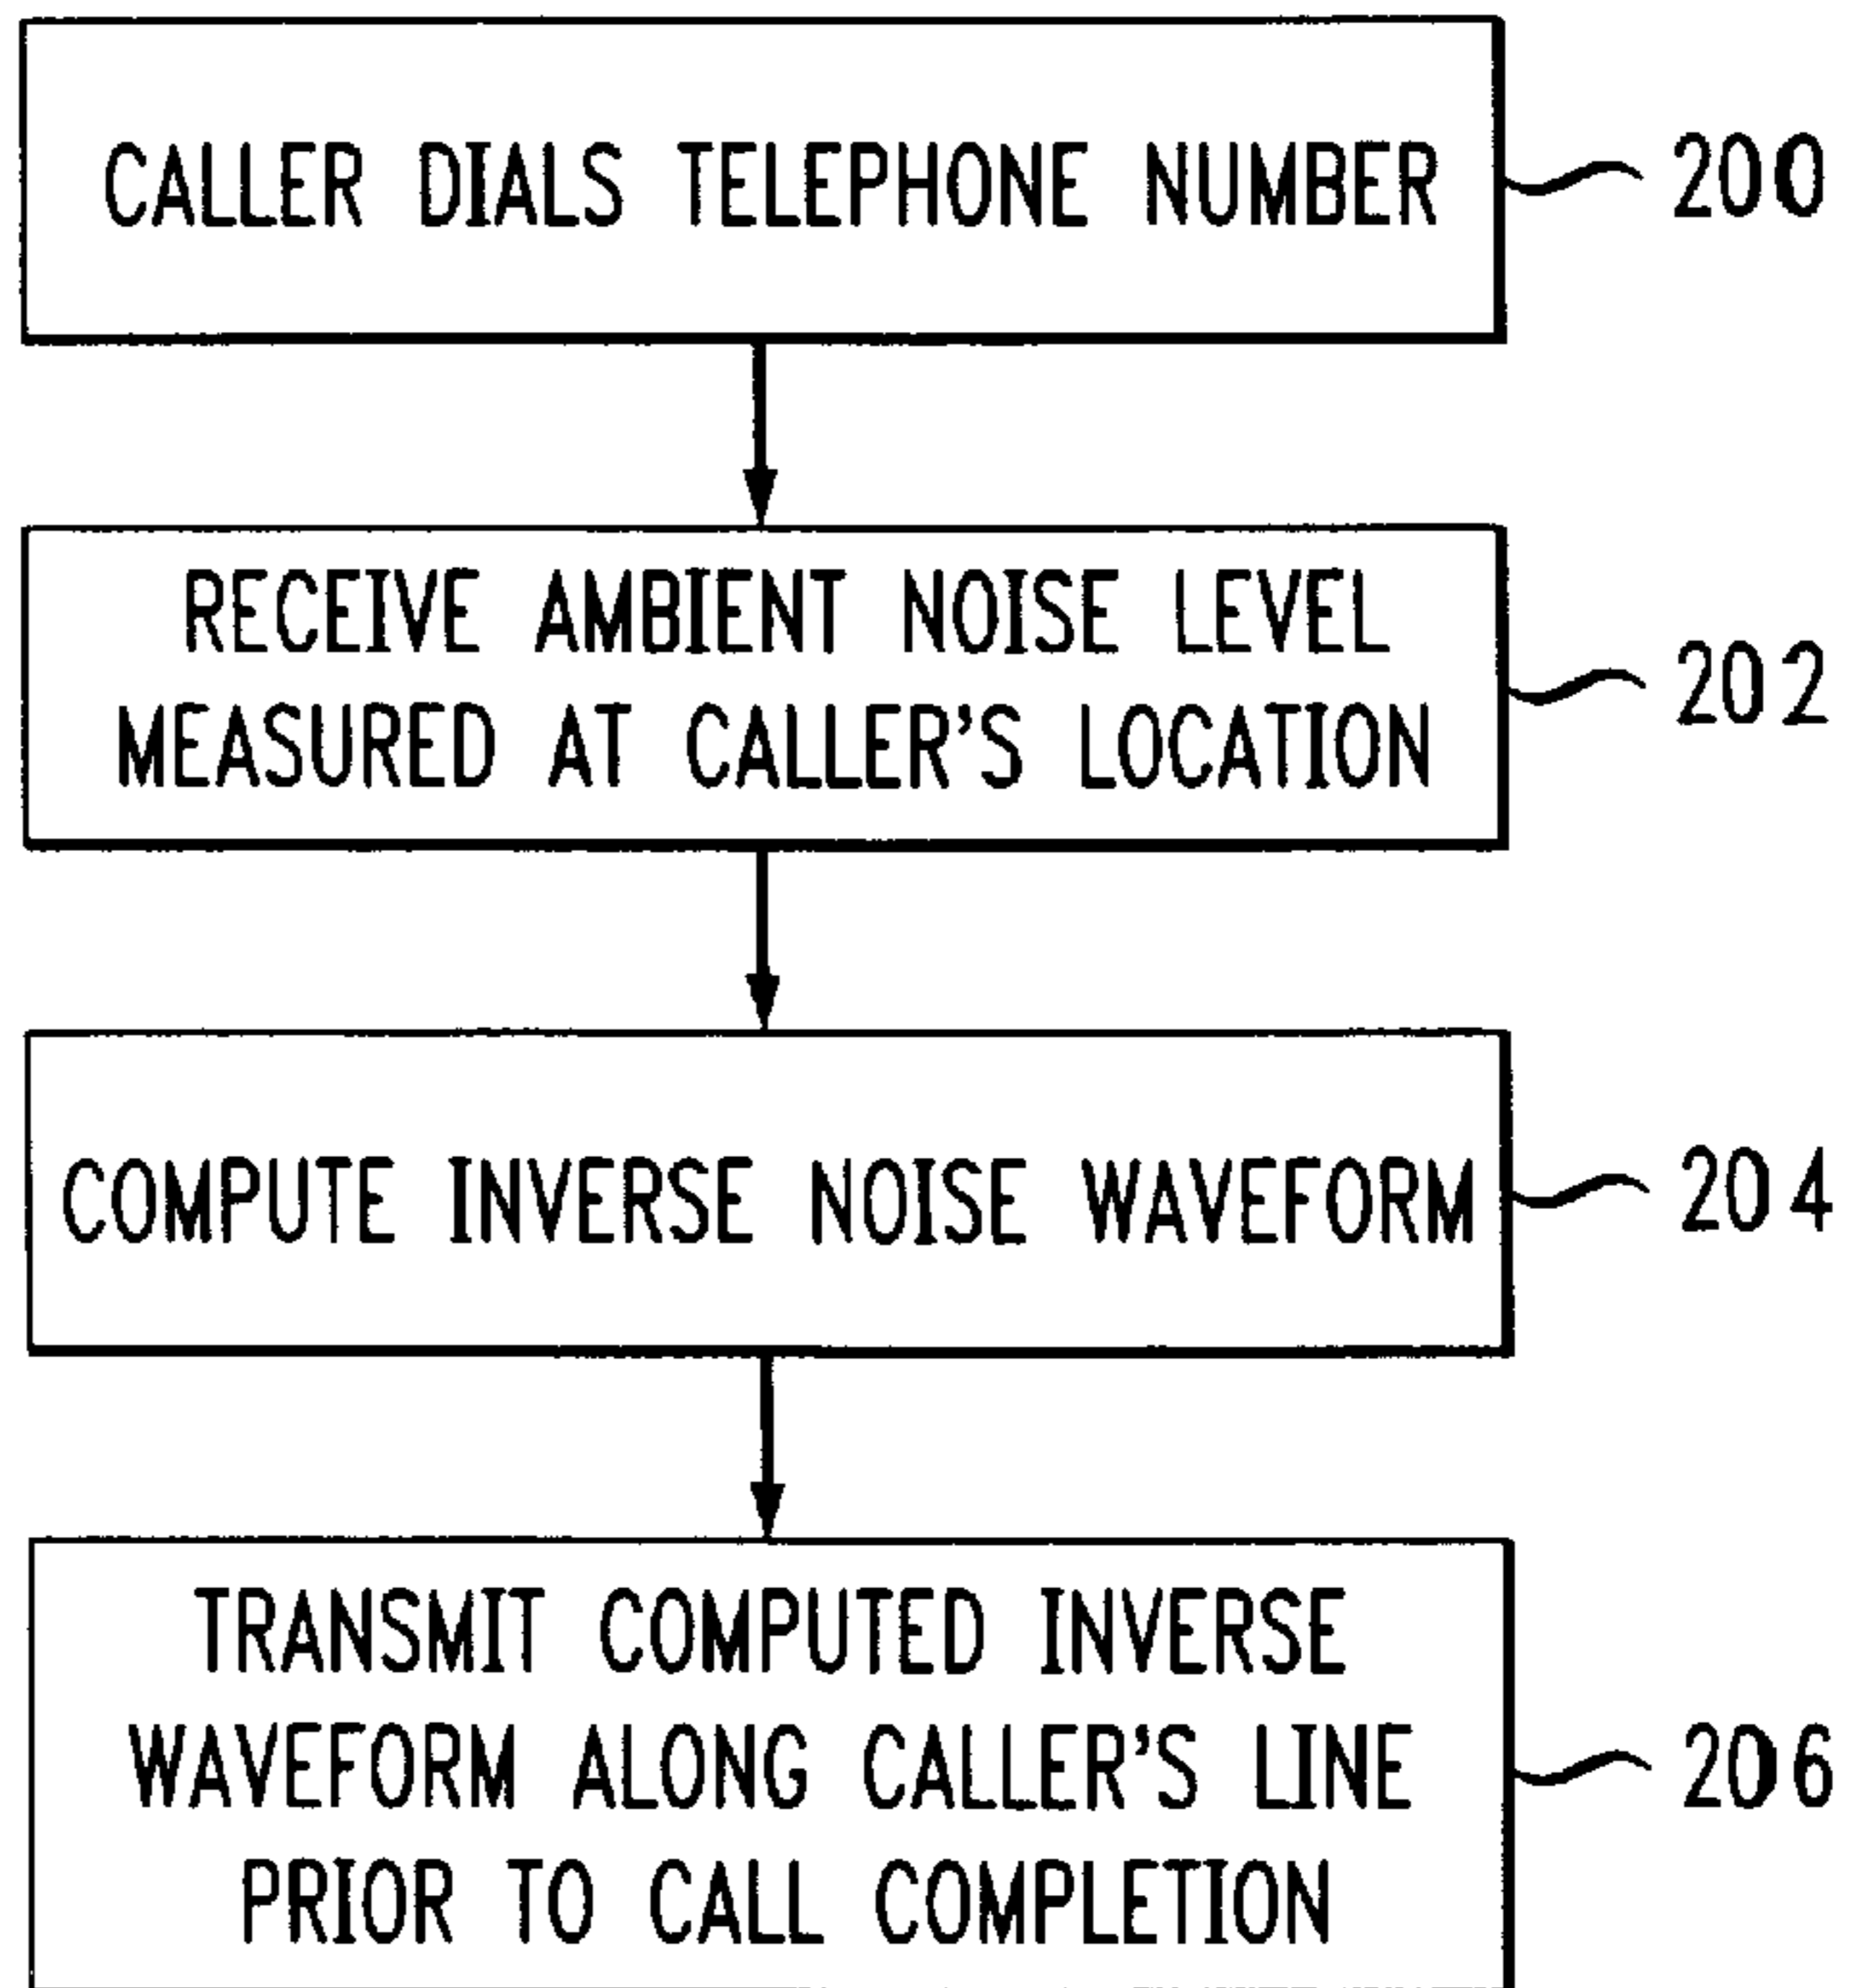 CALLER DIALS TELEPHONE NUMBER
200
RECEIVE AMBIENT NOISE LEVEL
MEASURED AT CALLER'S LOCATION
202
COMPUTE INVERSE NOISE WAVEFORM
204
TRANSMIT COMPUTED INVERSE
WAVEFORM ALONG CALLER'S LINE
PRIOR TO CALL COMPLETION
206